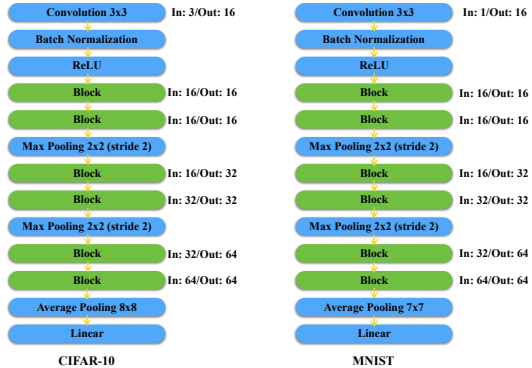 Convolution 3x3 In: 3/Out: 16
Batch Normalization
ReLU
Block In: 16/Out: 16
Block In: 16/Out: 16
Max Pooling 2x2 (stride 2)
Block In: 16/Out: 32
Block In: 32/Out: 32
Max Pooling 2x2 (stride 2)
Block In: 32/Out: 64
Block In: 64/Out: 64
Average Pooling 8x8
Linear
CIFAR-10
Convolution 3x3 In: 1/Out: 16
Batch Normalization
ReLU
Block In: 16/Out: 16
Block In: 16/Out: 16
Max Pooling 2x2 (stride 2)
Block In: 16/Out: 32
Block In: 32/Out: 32
Max Pooling 2x2 (stride 2)
Block In: 32/Out: 64
Block In: 64/Out: 64
Average Pooling 7x7
Linear
MNIST